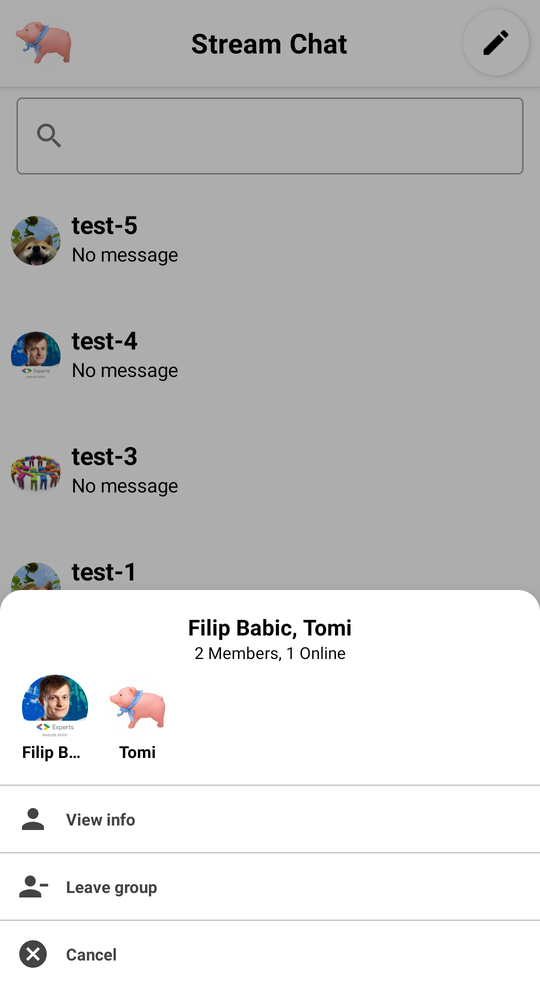 Stream Chat
test-5
No message
test-4
No message
test-3
No message
test-1
Filip Babic, Tomi
2 Members, 1 Online
Experts
Filip B...
Tomi
View info
Leave group
Cancel